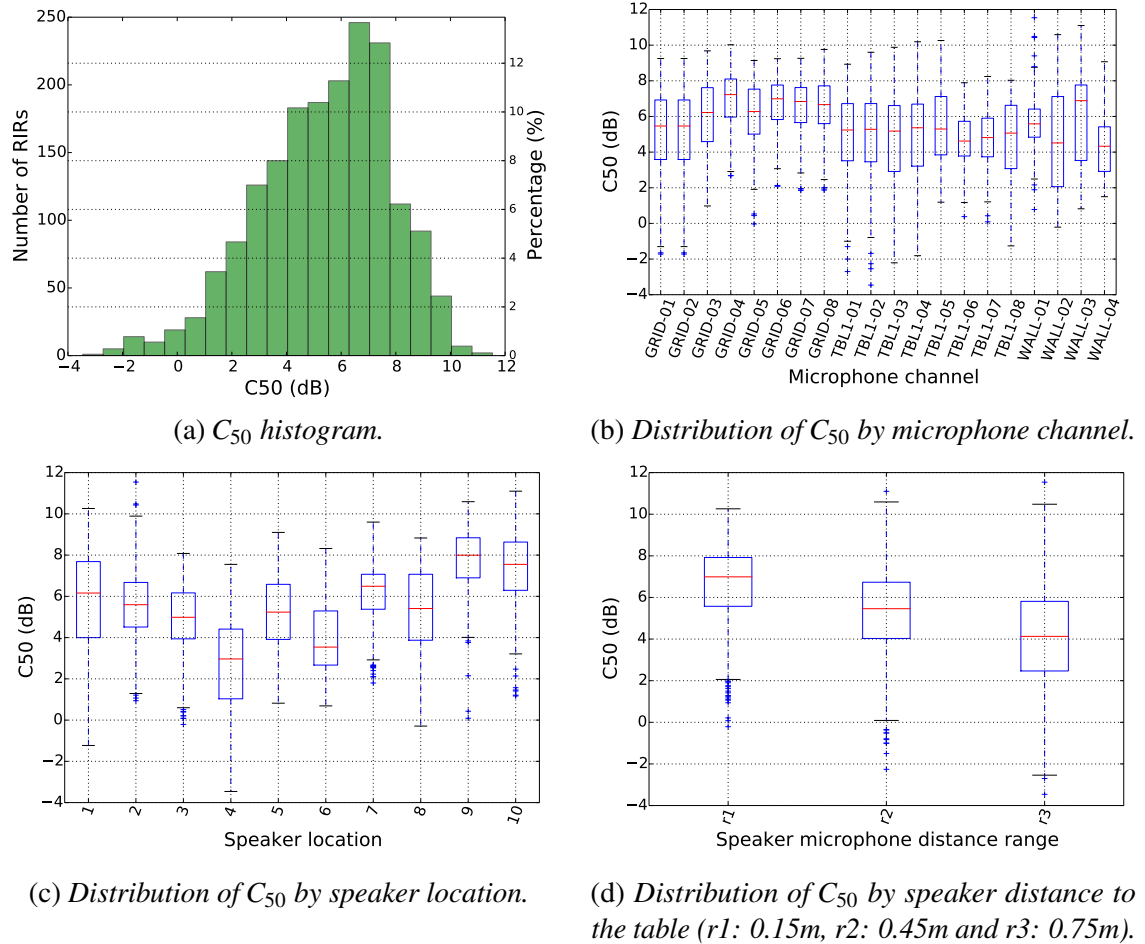 250
200
150
100
50
0
Number of RIRs
12
10
8
6
4
2
0
Percentage (%)
−4 −2 0 2 4 6 8 10 12
C50 (dB)
(a) C50 histogram.
12
10
8
6
4
2
0
−2
−4
C50 (dB)
GRID-01
GRID-02
GRID-03
GRID-04
GRID-05
GRID-06
GRID-07
GRID-08
TBL1-01
TBL1-02
TBL1-03
TBL1-04
TBL1-05
TBL1-06
TBL1-07
TBL1-08
WALL-01
WALL-02
WALL-03
WALL-04
Microphone channel
(b) Distribution of C50 by microphone channel.
12
10
8
6
4
2
0
−2
−4
C50 (dB)
1 2 3 4 5 6 7 8 9 10
Speaker location
(c) Distribution of C50 by speaker location.
12
10
8
6
4
2
0
−2
−4
C50 (dB)
r1 r2 r3
Speaker microphone distance range
(d) Distribution of C50 by speaker distance to
the table (r1: 0.15m, r2: 0.45m and r3: 0.75m).